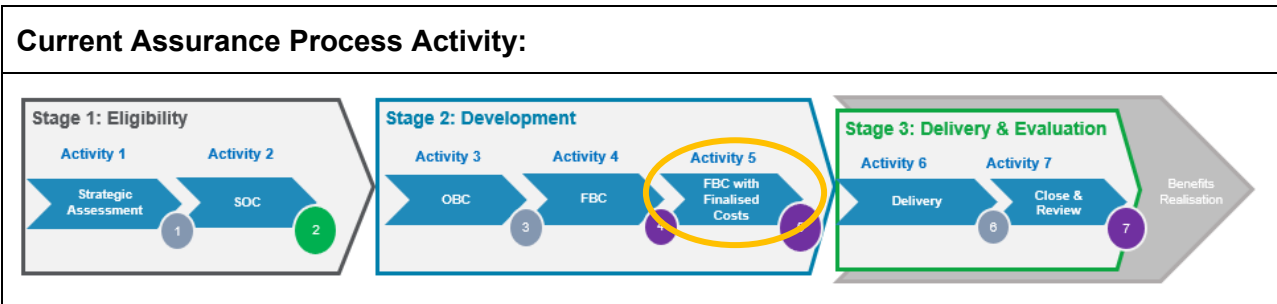 Current Assurance Process Activity:
Stage 1: Eligibility
Activity 1
Activity 2
Strategic
Assessment
SOC
1
2
Stage 2: Development
Activity 3
Activity 4
Activity 5
OBC
FBC
FBC with
Finalised
Costs
3
4
5
Stage 3: Delivery & Evaluation
Activity 6
Activity 7
Delivery
Close &
Review
6
7
Benefits
Realisation